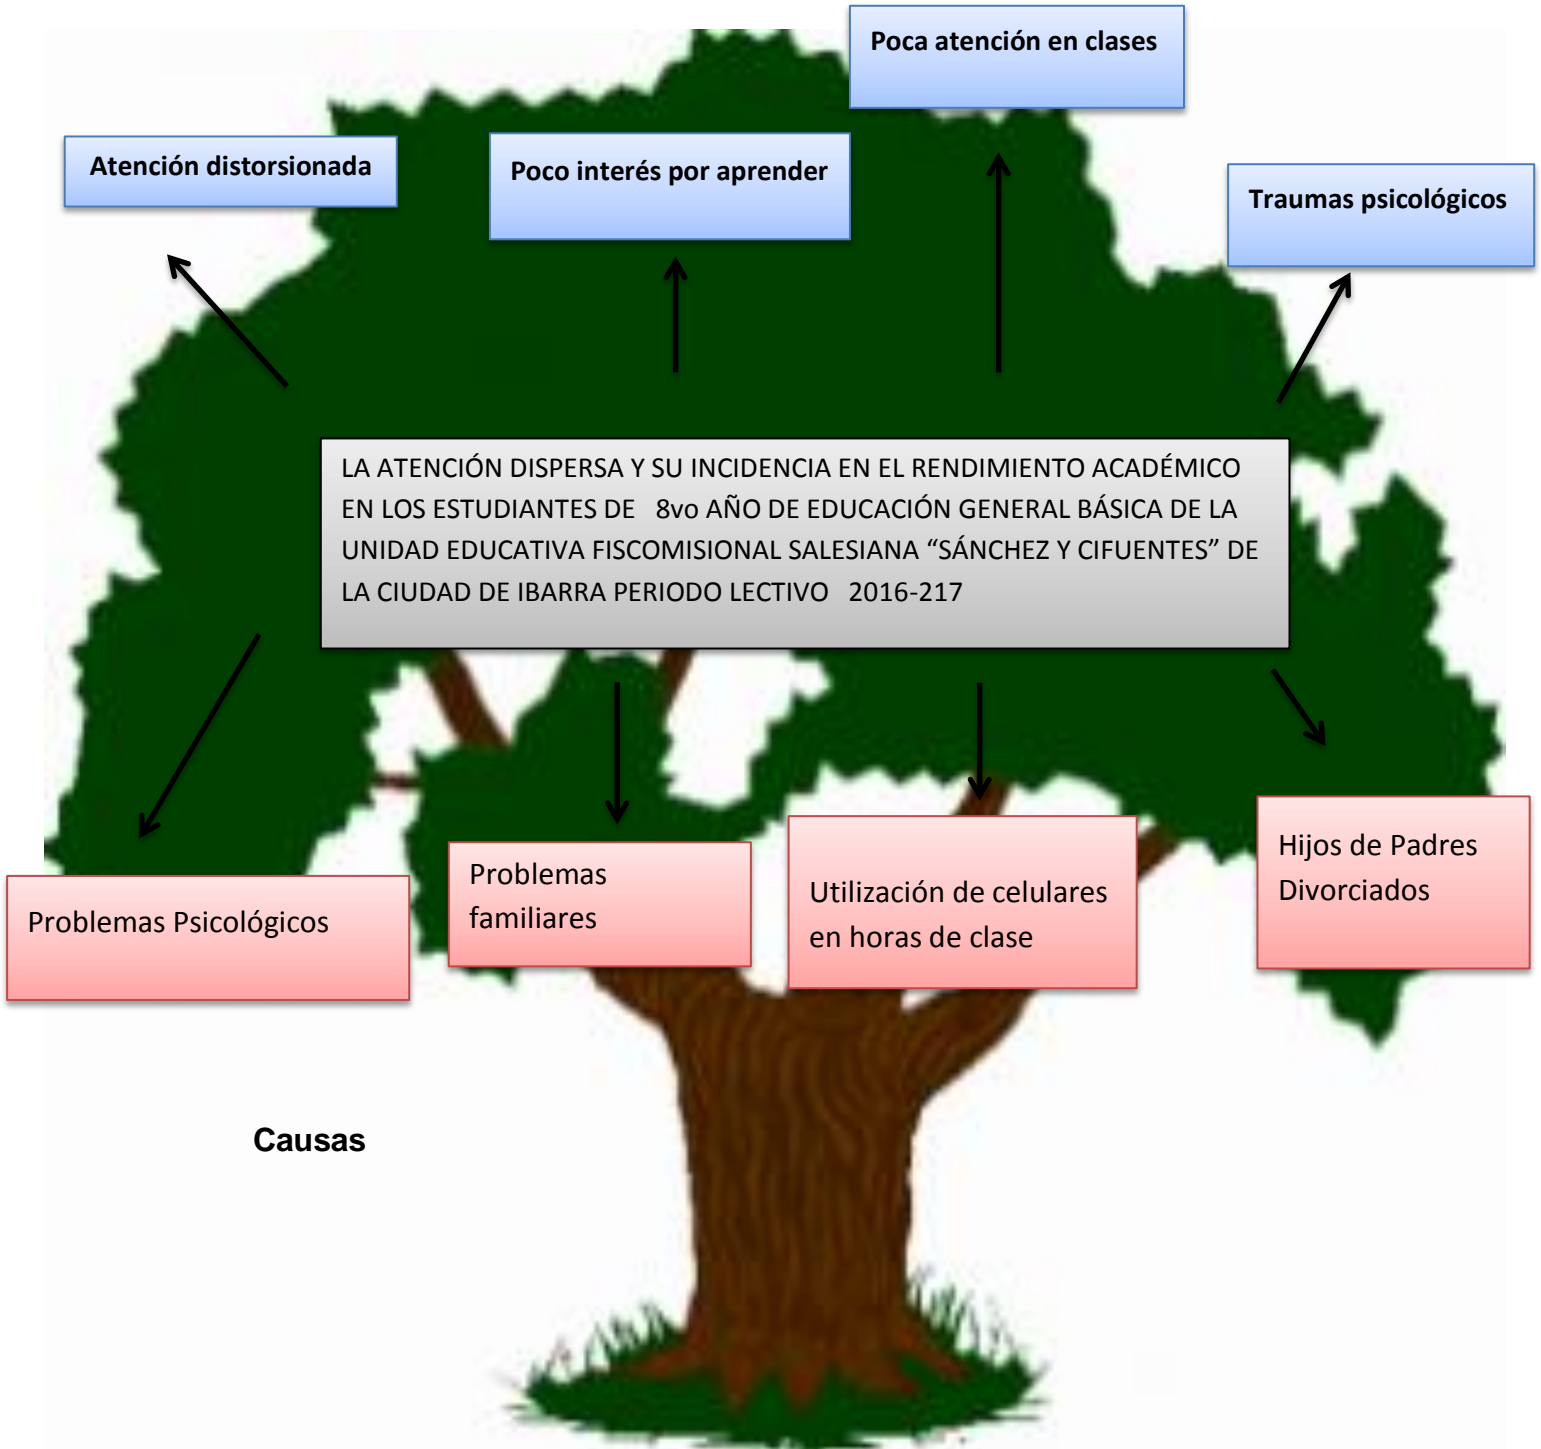 Poca atención en clases
Atención distorsionada
Poco interés por aprender
Traumas psicológicos
LA ATENCIÓN DISPERSA Y SU INCIDENCIA EN EL RENDIMIENTO ACADÉMICO
EN LOS ESTUDIANTES DE 8vo AÑO DE EDUCACIÓN GENERAL BÁSICA DE LA
UNIDAD EDUCATIVA FISCOMISIONAL SALESIANA “SÁNCHEZ Y CIFUENTES” DE
LA CIUDAD DE IBARRA PERIODO LECTIVO 2016-217
Problemas Psicológicos
Problemas
familiares
Utilización de celulares
en horas de clase
Hijos de Padres
Divorciados
Causas